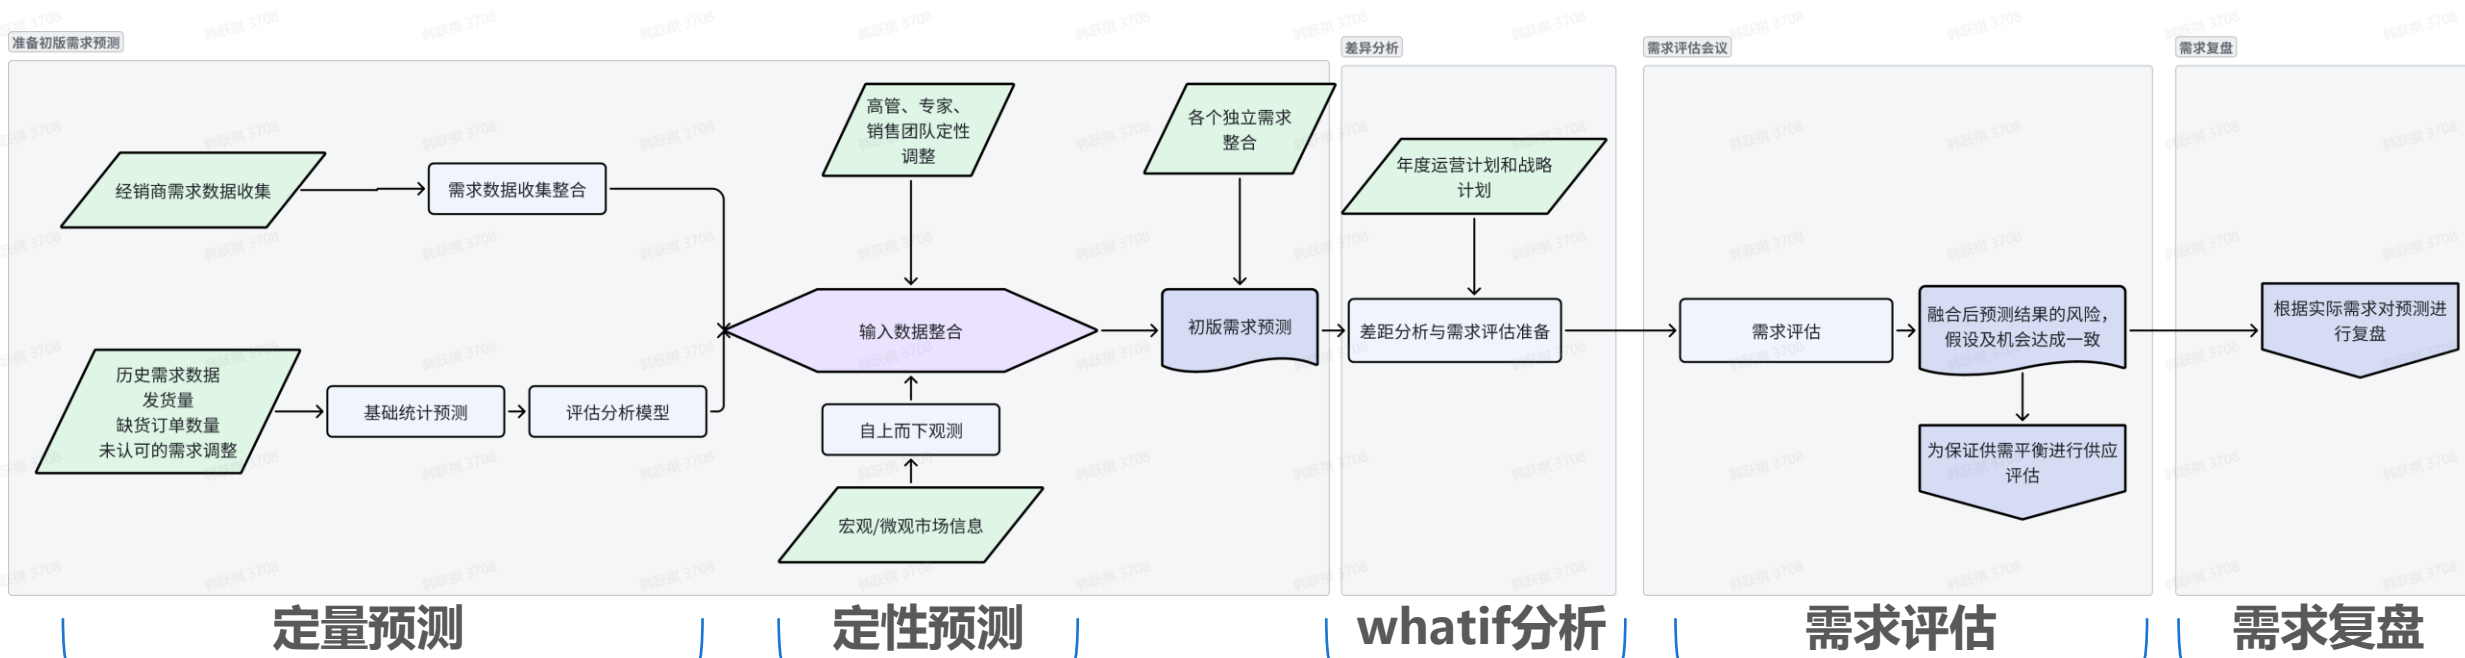 准备初版需求预测
差异分析
需求评估会议
需求复盘
高管、专家、
销售团队定性
调整
各个独立需求
整合
年度运营计划和战略
计划
经销商需求数据收集
需求数据收集整合
输入数据整合
初版需求预测
差距分析与需求评估准备
需求评估
融合后预测结果的风险，
假设及机会达成一致
根据实际需求对预测进
行复盘
历史需求数据
发货量
缺货订单数量
未认可的需求调整
基础统计预测
评估分析模型
自上而下观测
为保证供需平衡进行供应
评估
宏观/微观市场信息
定量预测
定性预测
whatif分析
需求评估
需求复盘
韩跃祺 3708